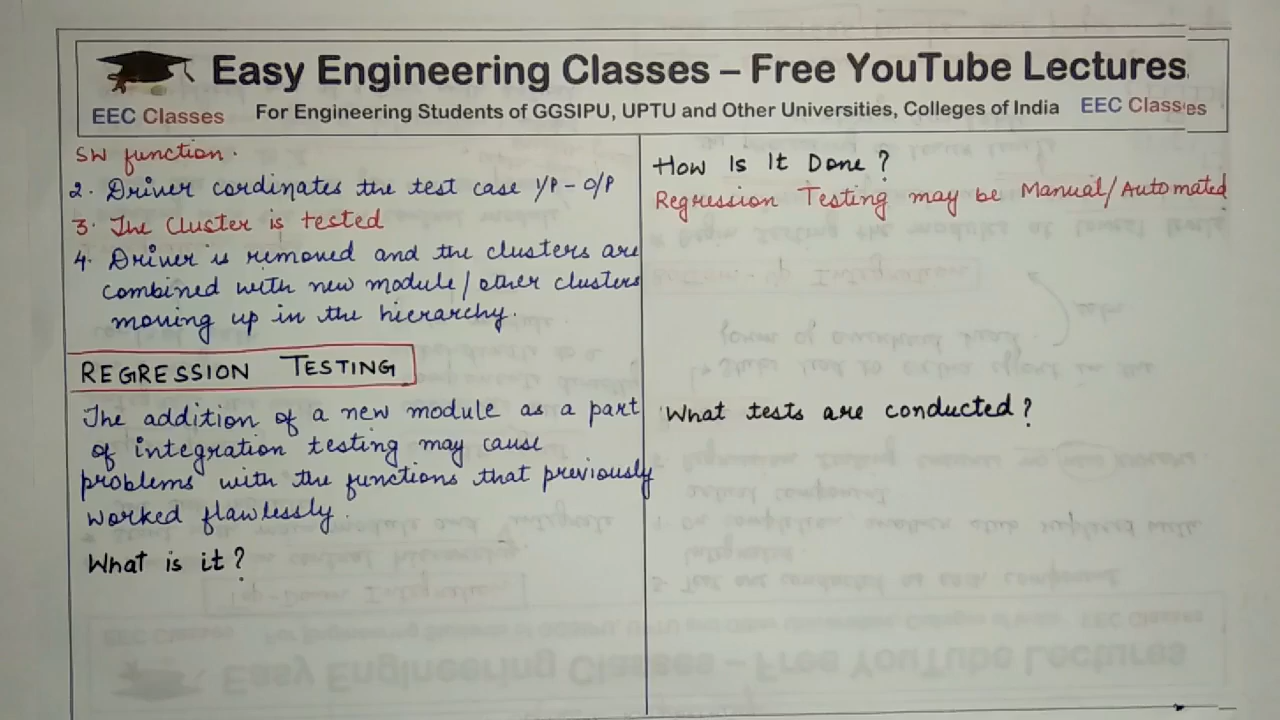 Easy Engineering Classes – Free YouTube Lectures
EEC Classes
For Engineering Students of GGSIPU, UPTU and Other Universities, Colleges of India
EEC Classes
SW function.
2. Driver cordinates the test case I/P - O/P
3. The Cluster is tested
4. Driver is removed and the clusters are
combined with new module / other clusters
moving up in the hierarchy.
REGRESSION TESTING
The addition of a new module as a part
of integration testing may cause
problems with the functions that previously
worked flawlessly.
What is it?
How Is It Done?
Regression Testing may be Manual/Automated
What tests are conducted?